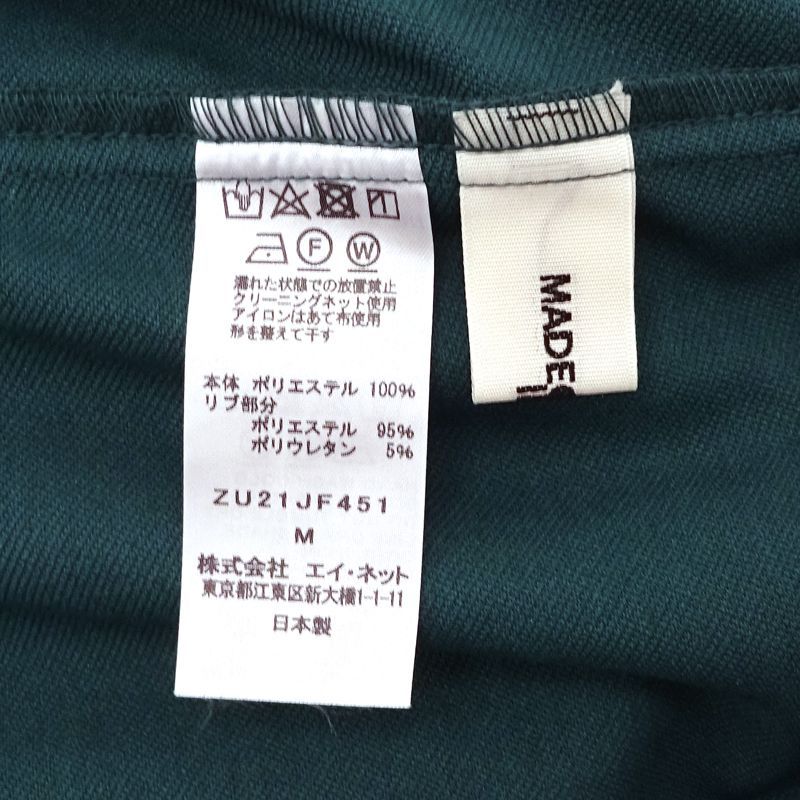 F W
濡れた状態での放置禁止
クリーニングネット使用
アイロンはあて布使用
形を整えて干す
本体 ポリエステル 100%
リブ部分
ポリエステル 95%
ポリウレタン 5%
ZU21JF451
M
株式会社 エイ・ネット
東京都江東区新大橋1-1-11
日本製
MADE